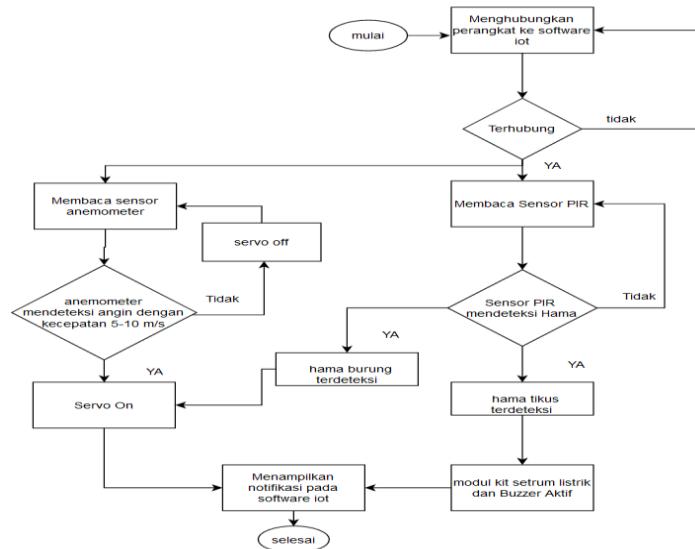 mulai
Menghubungkan
perangkat ke software
iot
Terhubung
tidak
YA
Membaca sensor
anemometer
Membaca Sensor PIR
servo off
anemometer
mendeteksi angin dengan
kecepatan 5-10 m/s
Tidak
Sensor PIR
mendeteksi Hama
Tidak
YA
YA
YA
hama burung
terdeteksi
Servo On
hama tikus
terdeteksi
Menampilkan
notifikasi pada
software iot
modul kit setrum listrik
dan Buzzer Aktif
selesai